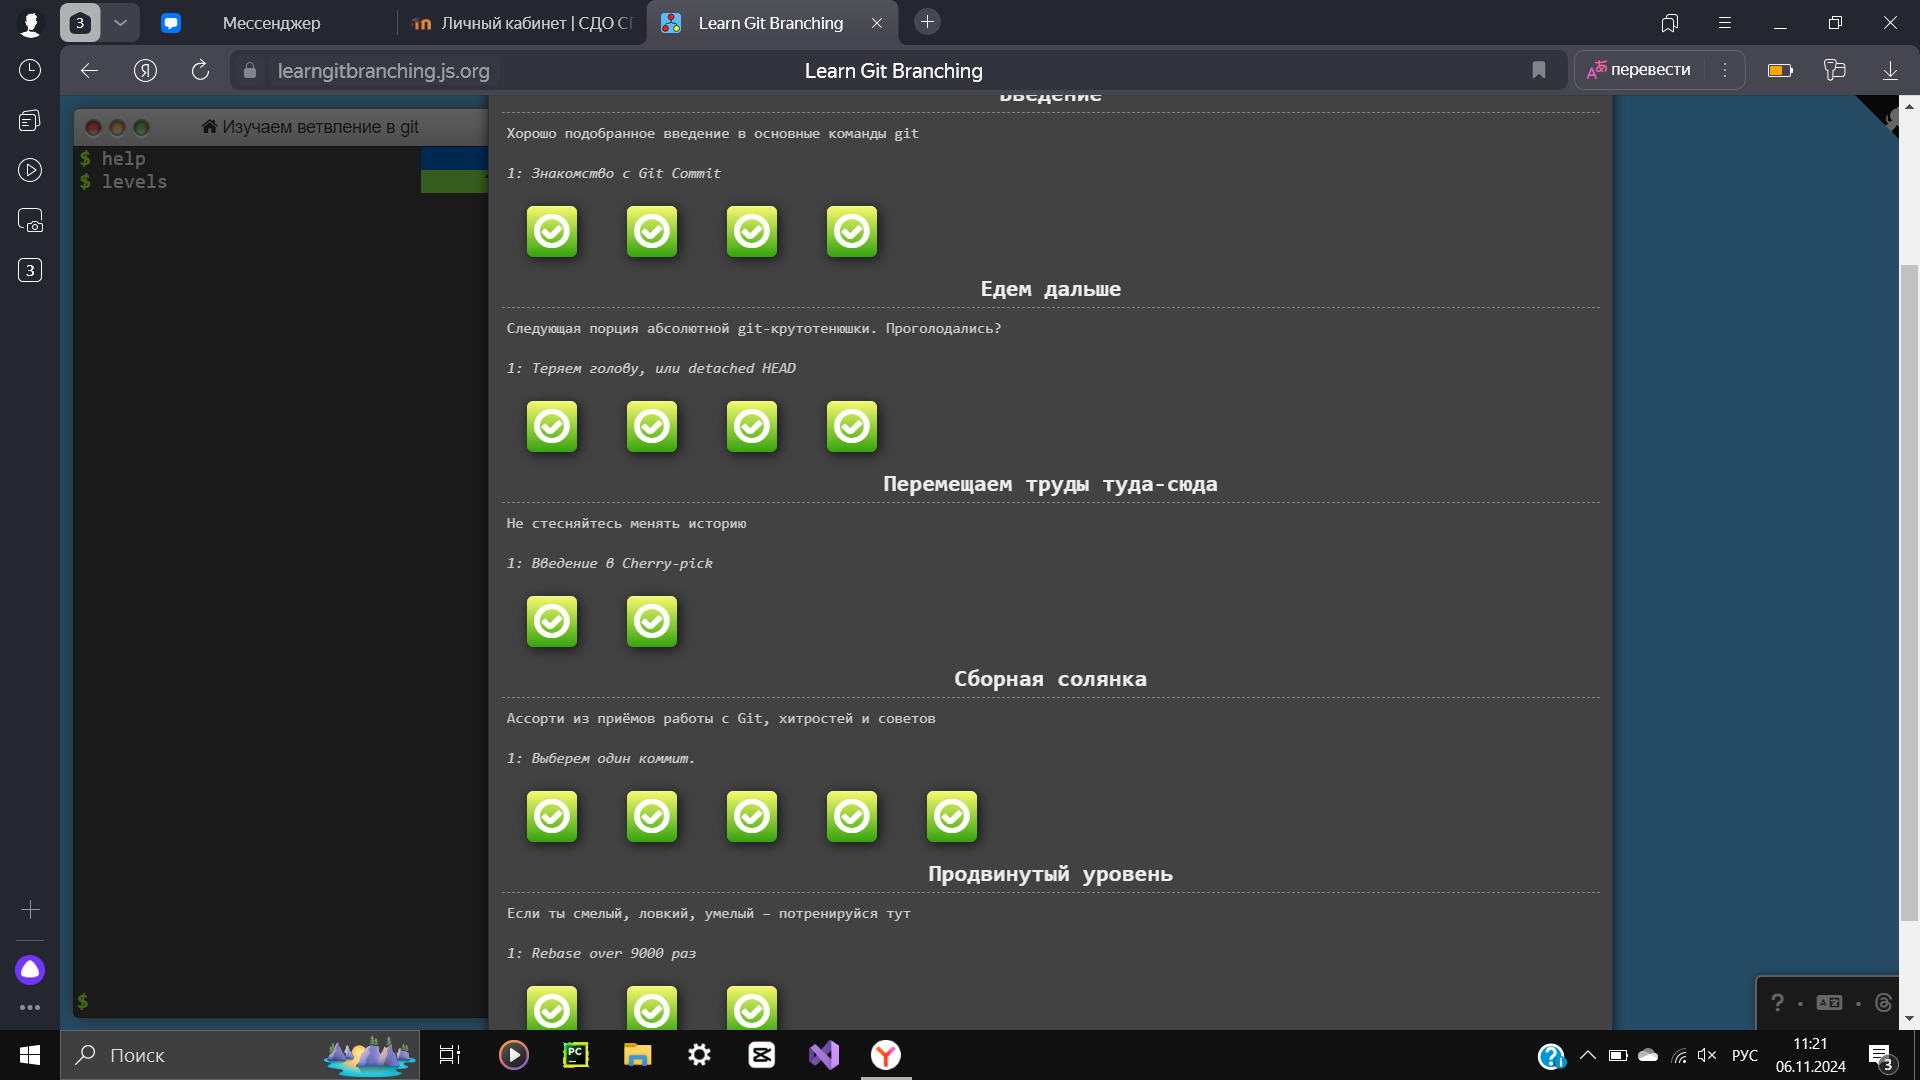 3
Мессенджер
Личный кабинет | СДО СГ
Learn Git Branching
learngitbranching.js.org
Learn Git Branching
перевести
3
Изучаем ветвление в git
$ help
$ levels
$
Введение
Хорошо подобранное введение в основные команды git
1: Знакомство с Git Commit
Едем дальше
Следующая порция абсолютной git-крутотенюшки. Проголодались?
1: Теряем голову, или detached HEAD
Перемещаем труды туда-сюда
Не стесняйтесь менять историю
1: Введение в Cherry-pick
Сборная солянка
Ассорти из приёмов работы с Git, хитростей и советов
1: Выберем один коммит.
Продвинутый уровень
Если ты смелый, ловкий, умелый – потренируйся тут
1: Rebase over 9000 раз
Поиск
PC
РУС
11:21
06.11.2024
3